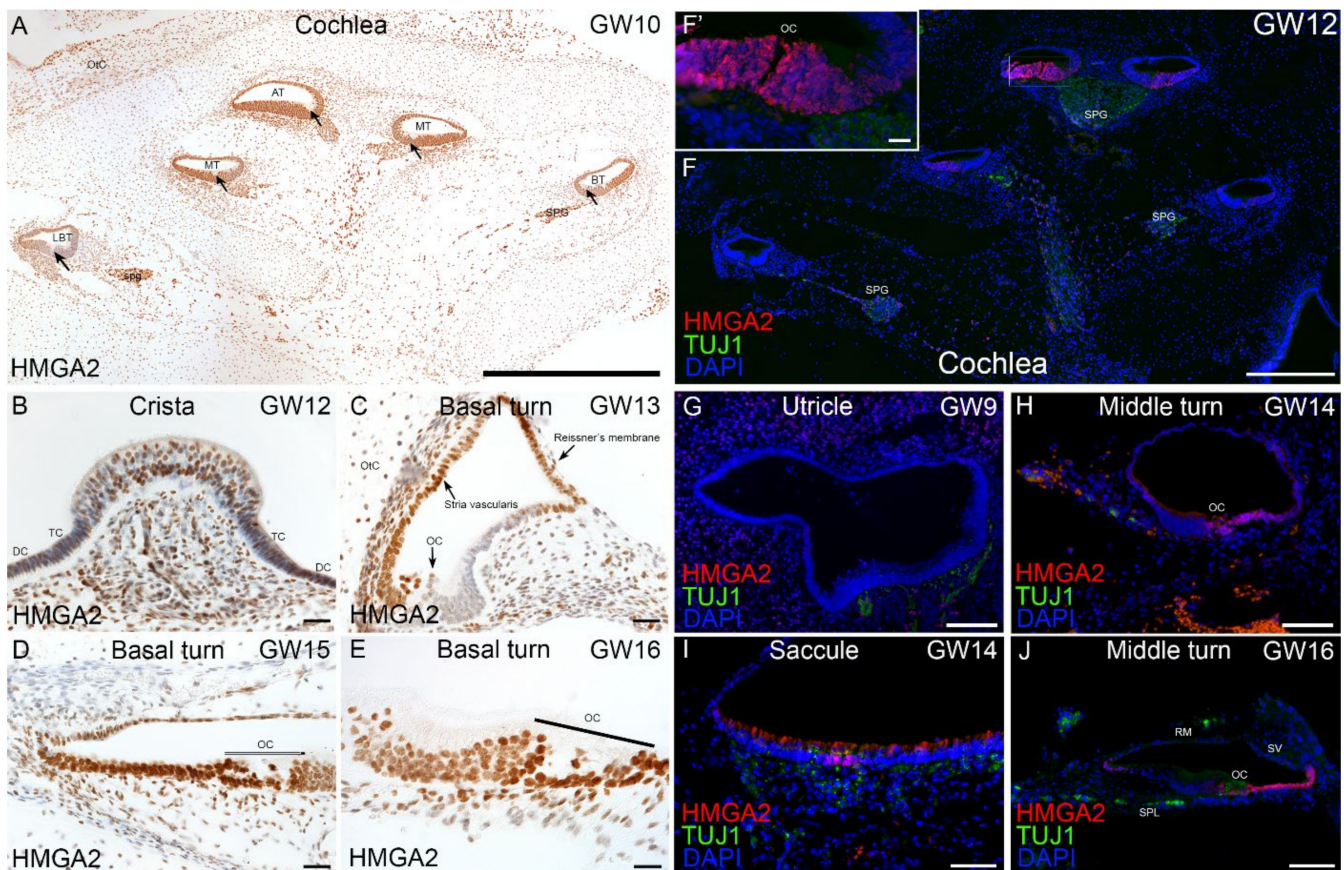 A Cochlea GW10
OtC
AT
MT
MT
BT
SPG
LBT
spg
HMGA2
F' OC
GW12
SPG
F
SPG
SPG
HMGA2
TUJ1
DAPI
Cochlea
B Crista GW12
TC TC
DC DC
HMGA2
C Basal turn GW13
Reissner's membrane
OtC
Stria vascularis
OC
HMGA2
G Utricle GW9
HMGA2
TUJ1
DAPI
H Middle turn GW14
OC
HMGA2
TUJ1
DAPI
D Basal turn GW15
OC
HMGA2
E Basal turn GW16
OC
HMGA2
I Saccule GW14
HMGA2
TUJ1
DAPI
J Middle turn GW16
RM
SV
OC
SPL
HMGA2
TUJ1
DAPI